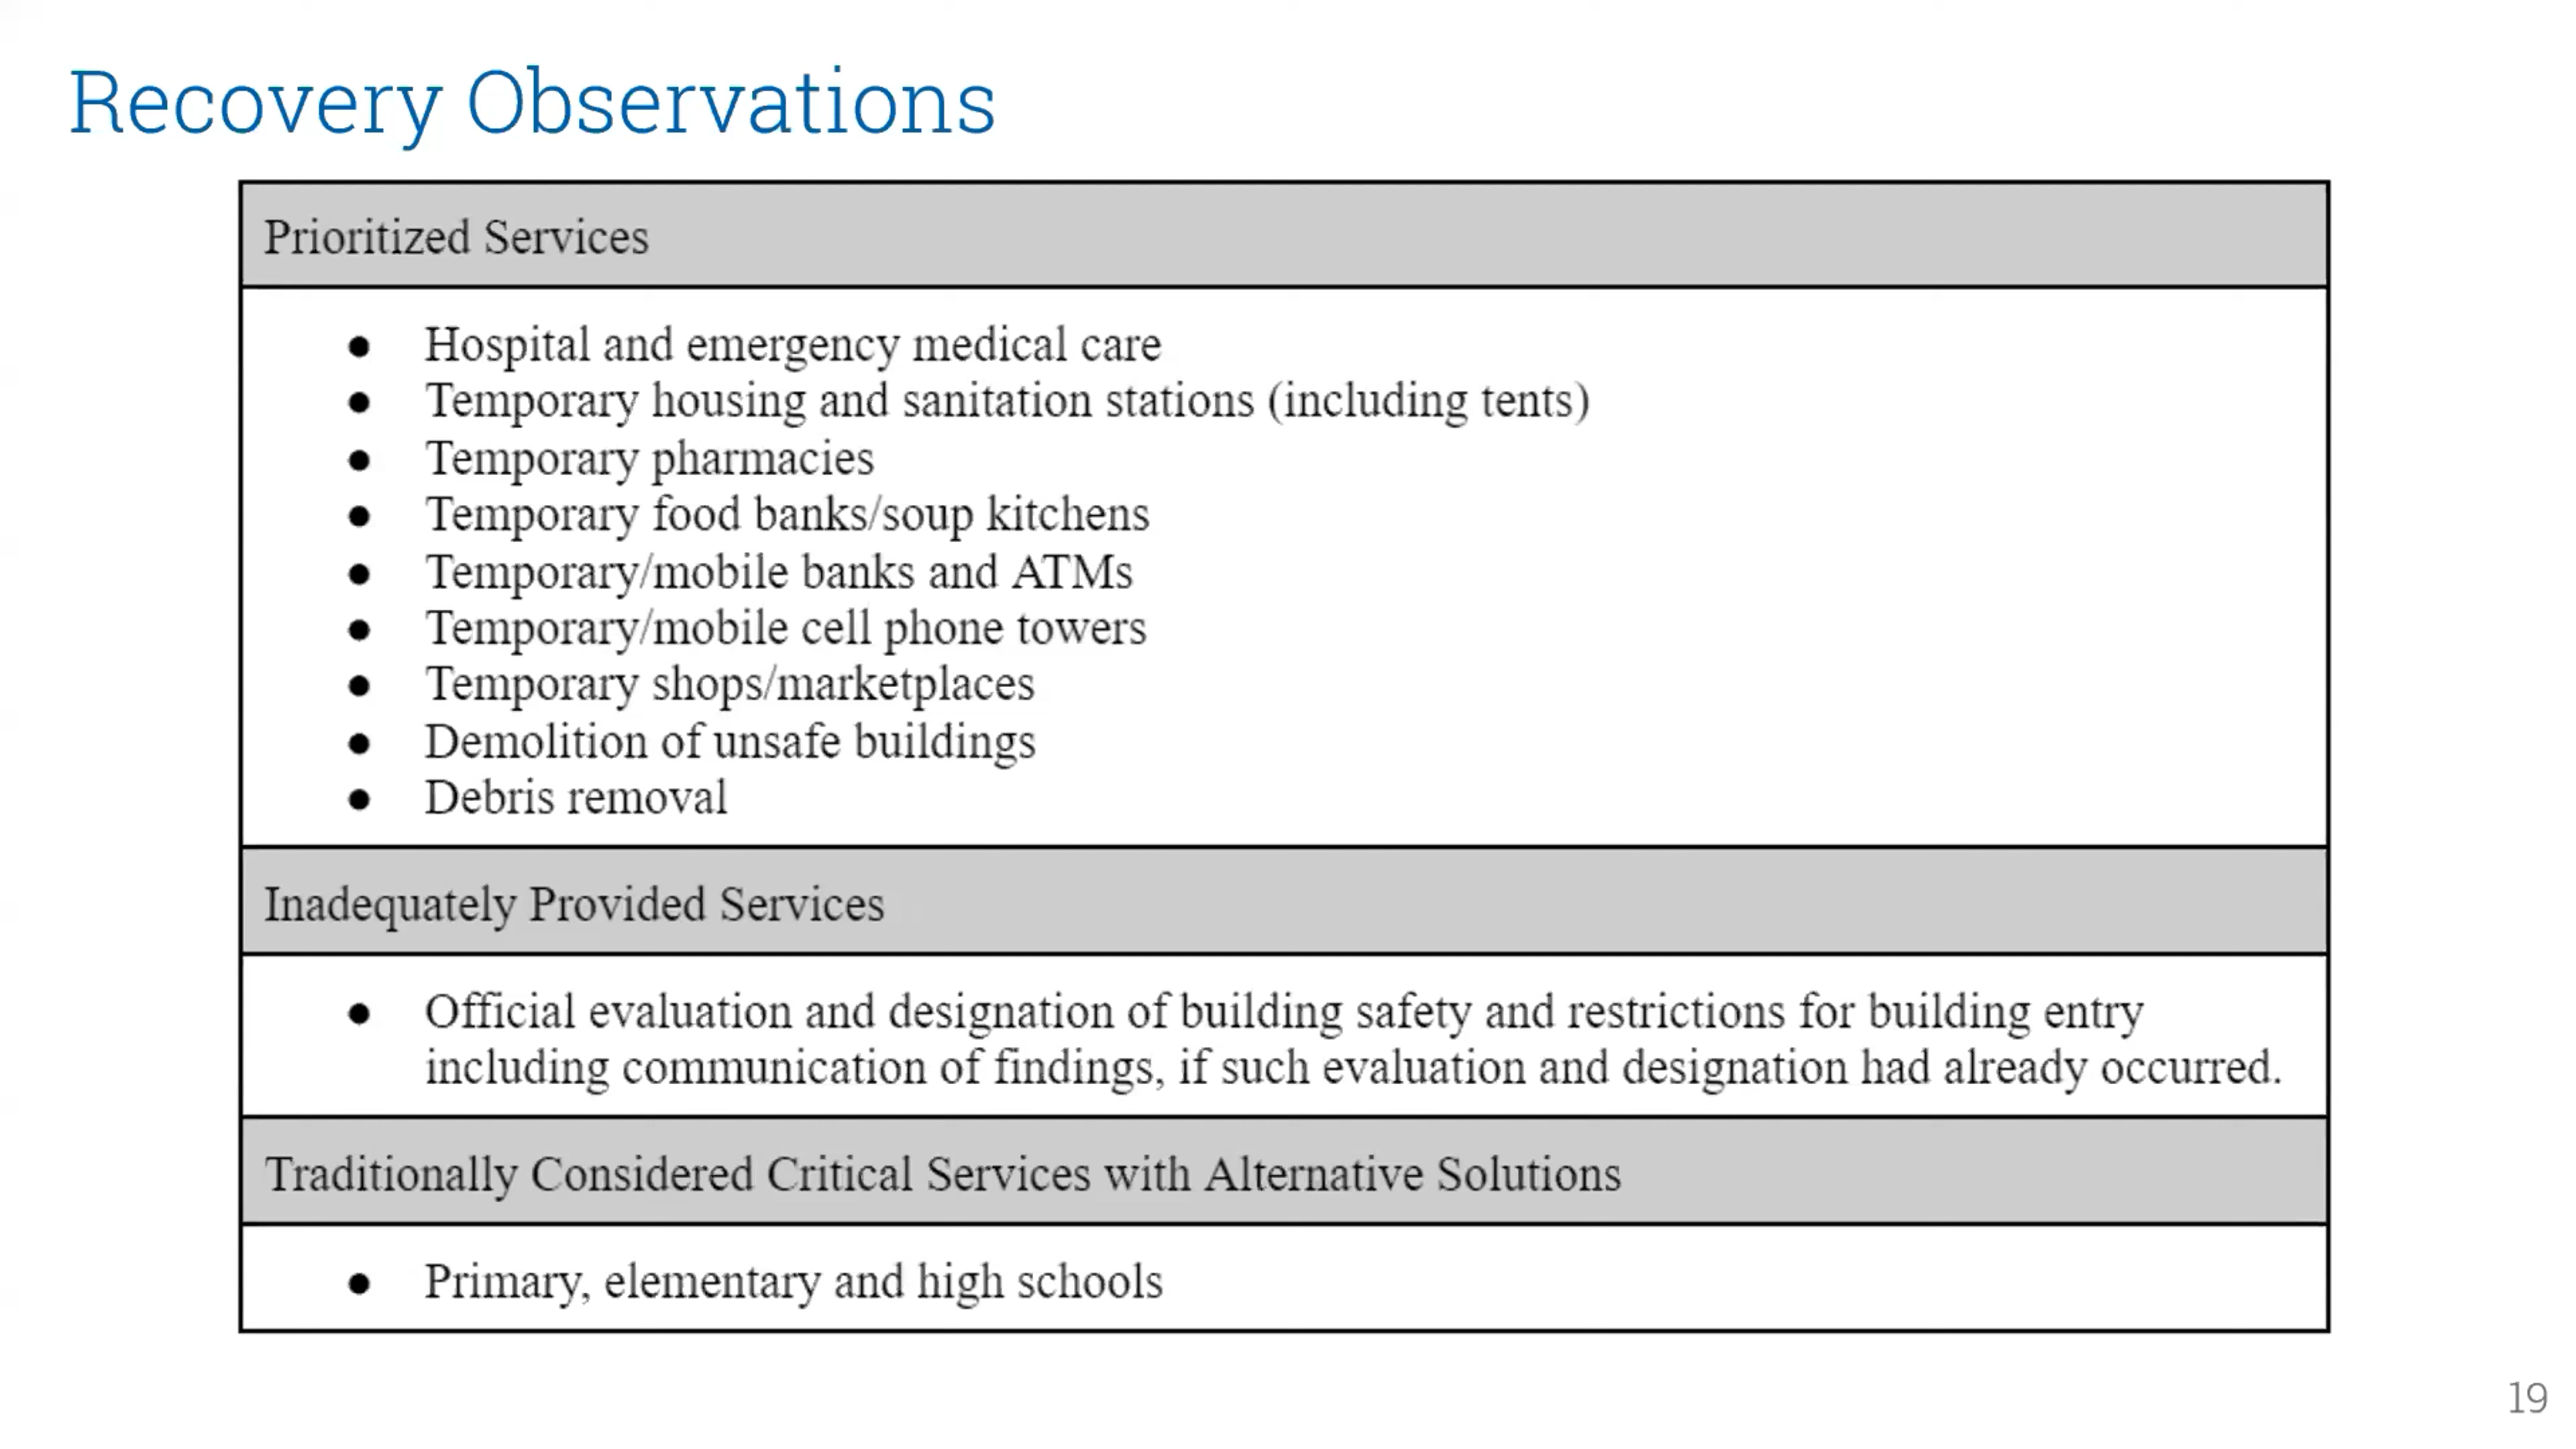 Recovery Observations
Prioritized Services
● Hospital and emergency medical care
● Temporary housing and sanitation stations (including tents)
● Temporary pharmacies
● Temporary food banks/soup kitchens
● Temporary/mobile banks and ATMs
● Temporary/mobile cell phone towers
● Temporary shops/marketplaces
● Demolition of unsafe buildings
● Debris removal
Inadequately Provided Services
● Official evaluation and designation of building safety and restrictions for building entry
including communication of findings, if such evaluation and designation had already occurred.
Traditionally Considered Critical Services with Alternative Solutions
● Primary, elementary and high schools
19